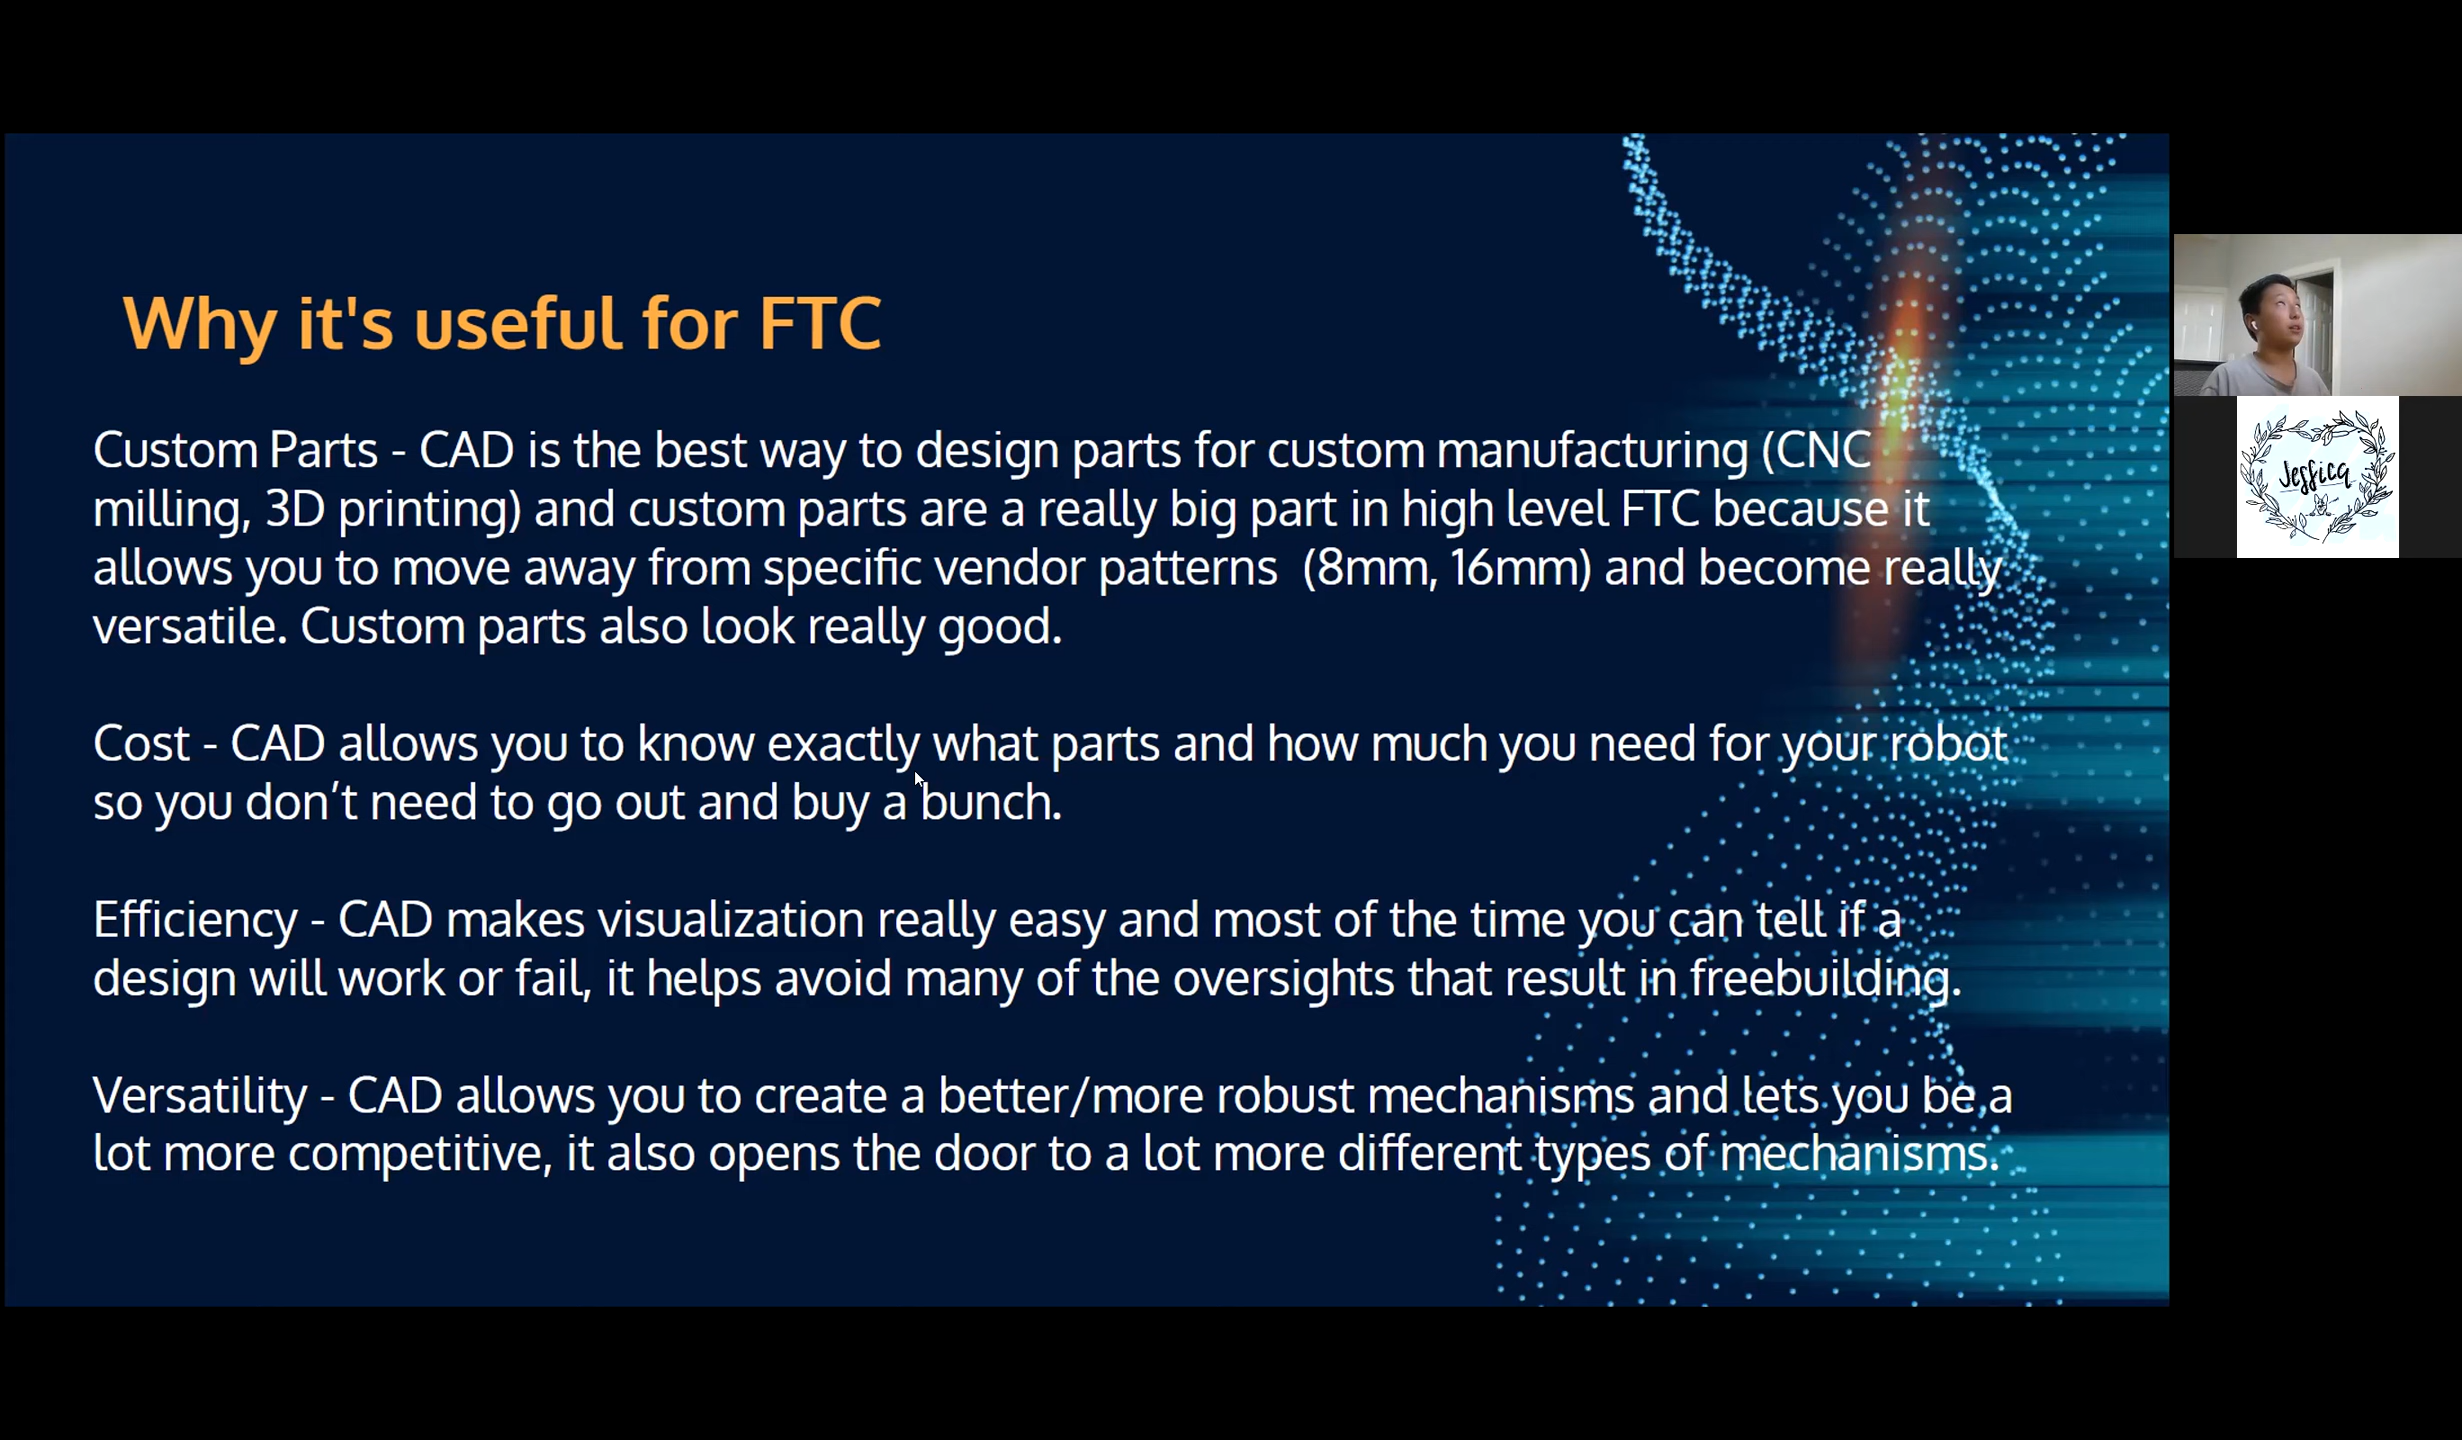 Why it's useful for FTC
Custom Parts - CAD is the best way to design parts for custom manufacturing (CNC
milling, 3D printing) and custom parts are a really big part in high level FTC because it
allows you to move away from specific vendor patterns  (8mm, 16mm) and become really
versatile. Custom parts also look really good.
Cost - CAD allows you to know exactly what parts and how much you need for your robot
so you don’t need to go out and buy a bunch.
Efficiency - CAD makes visualization really easy and most of the time you can tell if a
design will work or fail, it helps avoid many of the oversights that result in freebuilding.
Versatility - CAD allows you to create a better/more robust mechanisms and lets you be a
lot more competitive, it also opens the door to a lot more different types of mechanisms.
Jessica